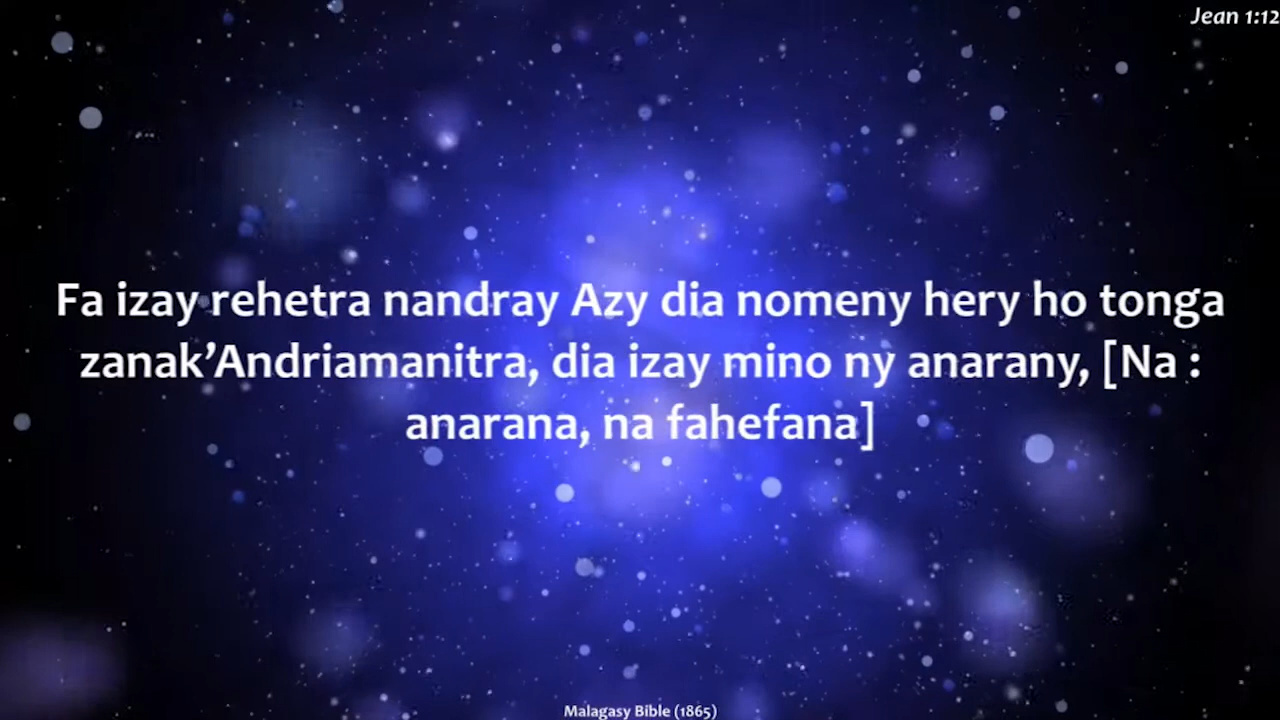 Jean 1:12
Fa izay rehetra nandray Azy dia nomeny hery ho tonga
zanak’Andriamanitra, dia izay mino ny anarany, [Na :
anarana, na fahefana]
Malagasy Bible (1865)